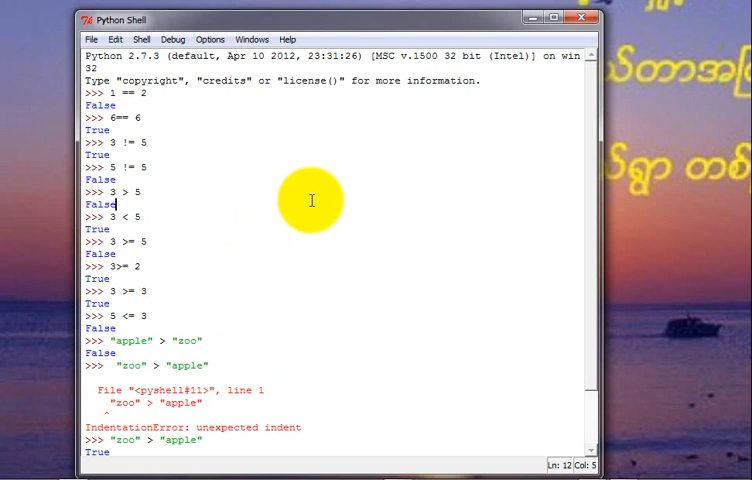 Python Shell
File Edit Shell Debug Options Windows Help
Python 2.7.3 (default, Apr 10 2012, 23:31:26) [MSC v.1500 32 bit (Intel)] on win
32
Type "copyright", "credits" or "license()" for more information.
>>> 1 == 2
False
>>> 6== 6
True
>>> 3 != 5
True
>>> 5 != 5
False
>>> 3 > 5
False
>>> 3 < 5
True
>>> 3 >= 5
False
>>> 3>= 2
True
>>> 3 >= 3
True
>>> 5 <= 3
False
>>> "apple" > "zoo"
False
>>>  "zoo" > "apple"
File "<pyshell#11>", line 1
"zoo" > "apple"
^
IndentationError: unexpected indent
>>> "zoo" > "apple"
True
Ln: 12 Col: 5
ယ်ရွာ တစ်